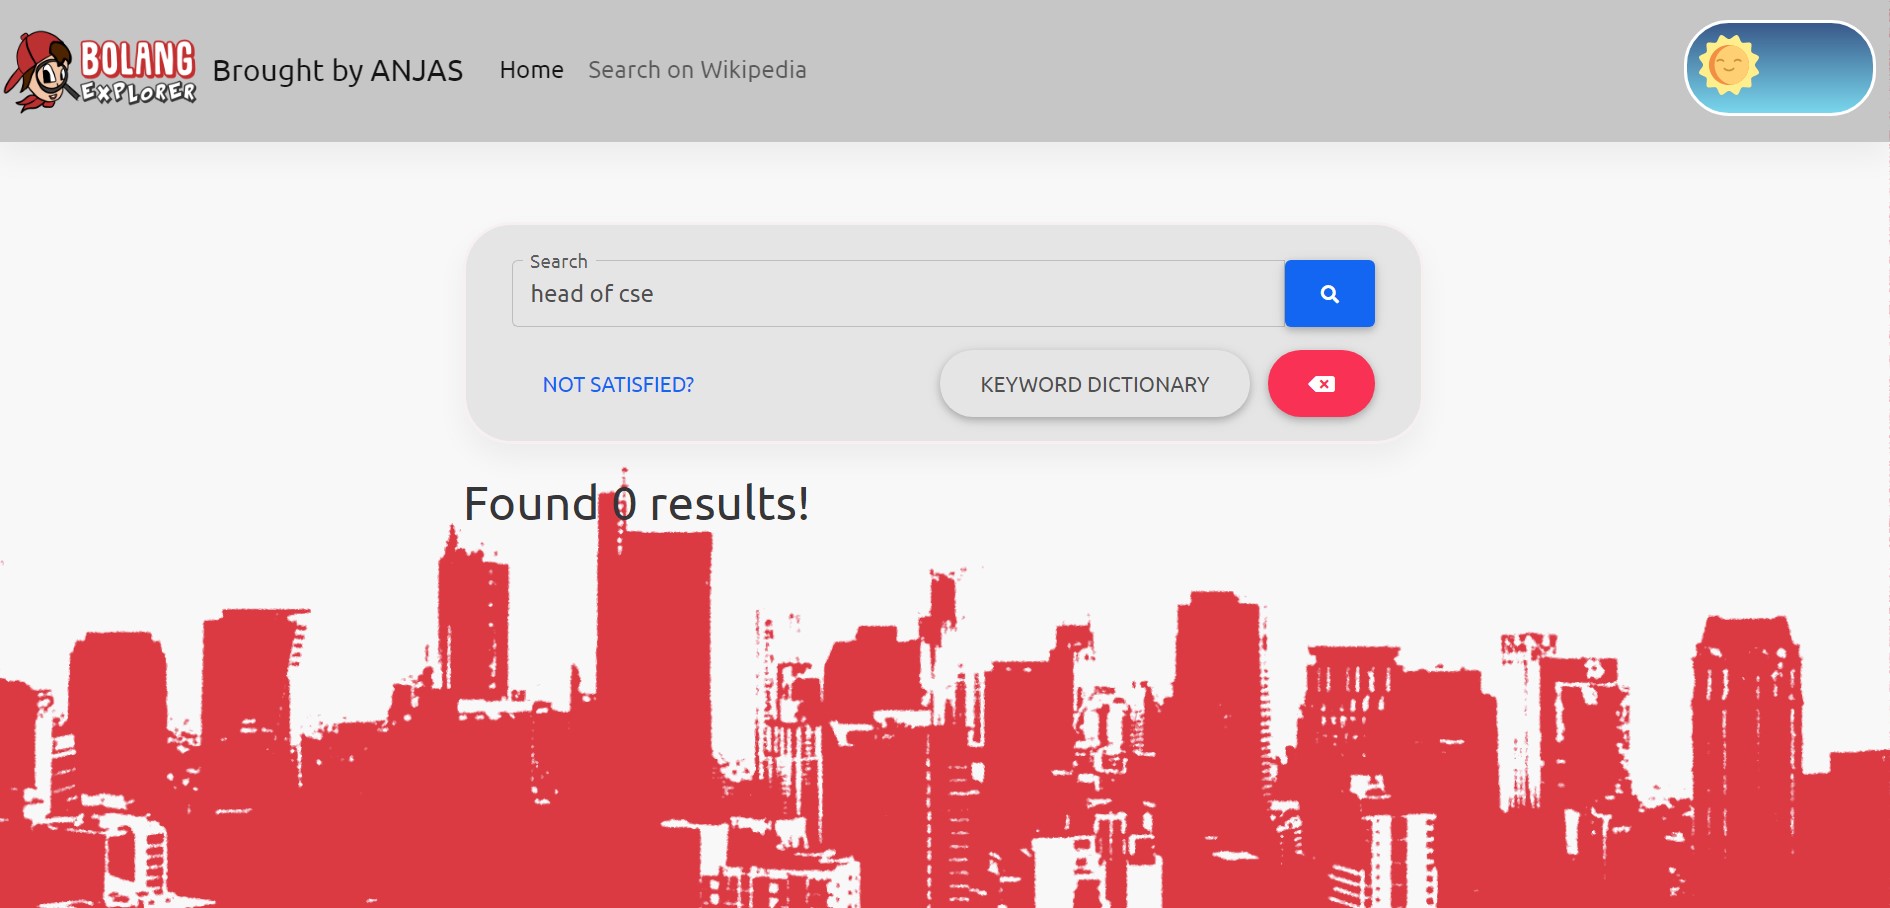 BOLANG
EXPLORER
Brought by ANJAS
Home
Search on Wikipedia
Search
head of cse
NOT SATISFIED?
KEYWORD DICTIONARY
Found 0 results!